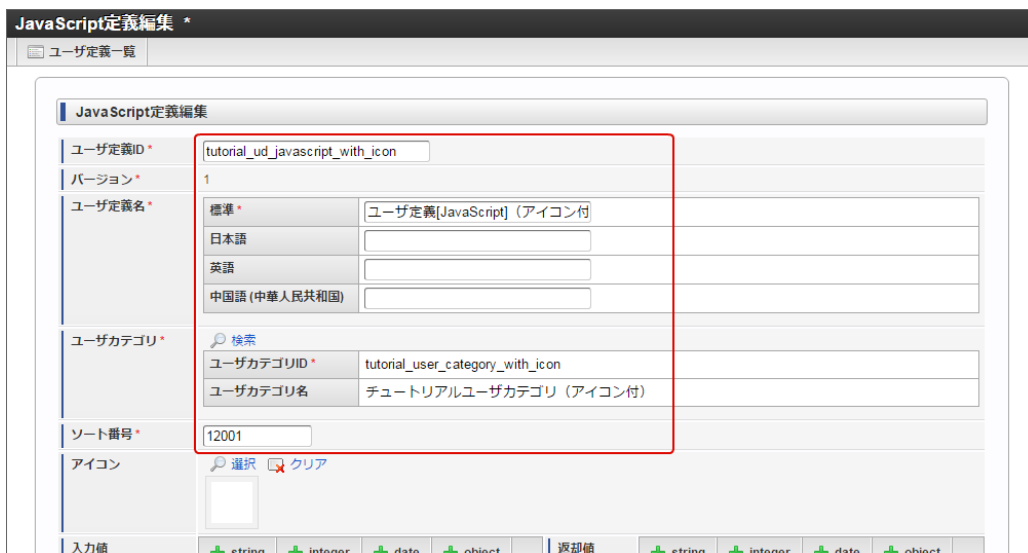 JavaScript定義編集 *
ユーザ定義一覧
JavaScript定義編集
ユーザ定義ID * tutorial_ud_javascript_with_icon
バージョン * 1
ユーザ定義名 * 標準 * ユーザ定義[JavaScript]（アイコン付
日本語
英語
中国語 (中華人民共和国)
ユーザカテゴリ * 検索
ユーザカテゴリID * tutorial_user_category_with_icon
ユーザカテゴリ名 チュートリアルユーザカテゴリ（アイコン付）
ソート番号 * 12001
アイコン 選択 クリア
入力値 string integer date object 返却値 string integer date object